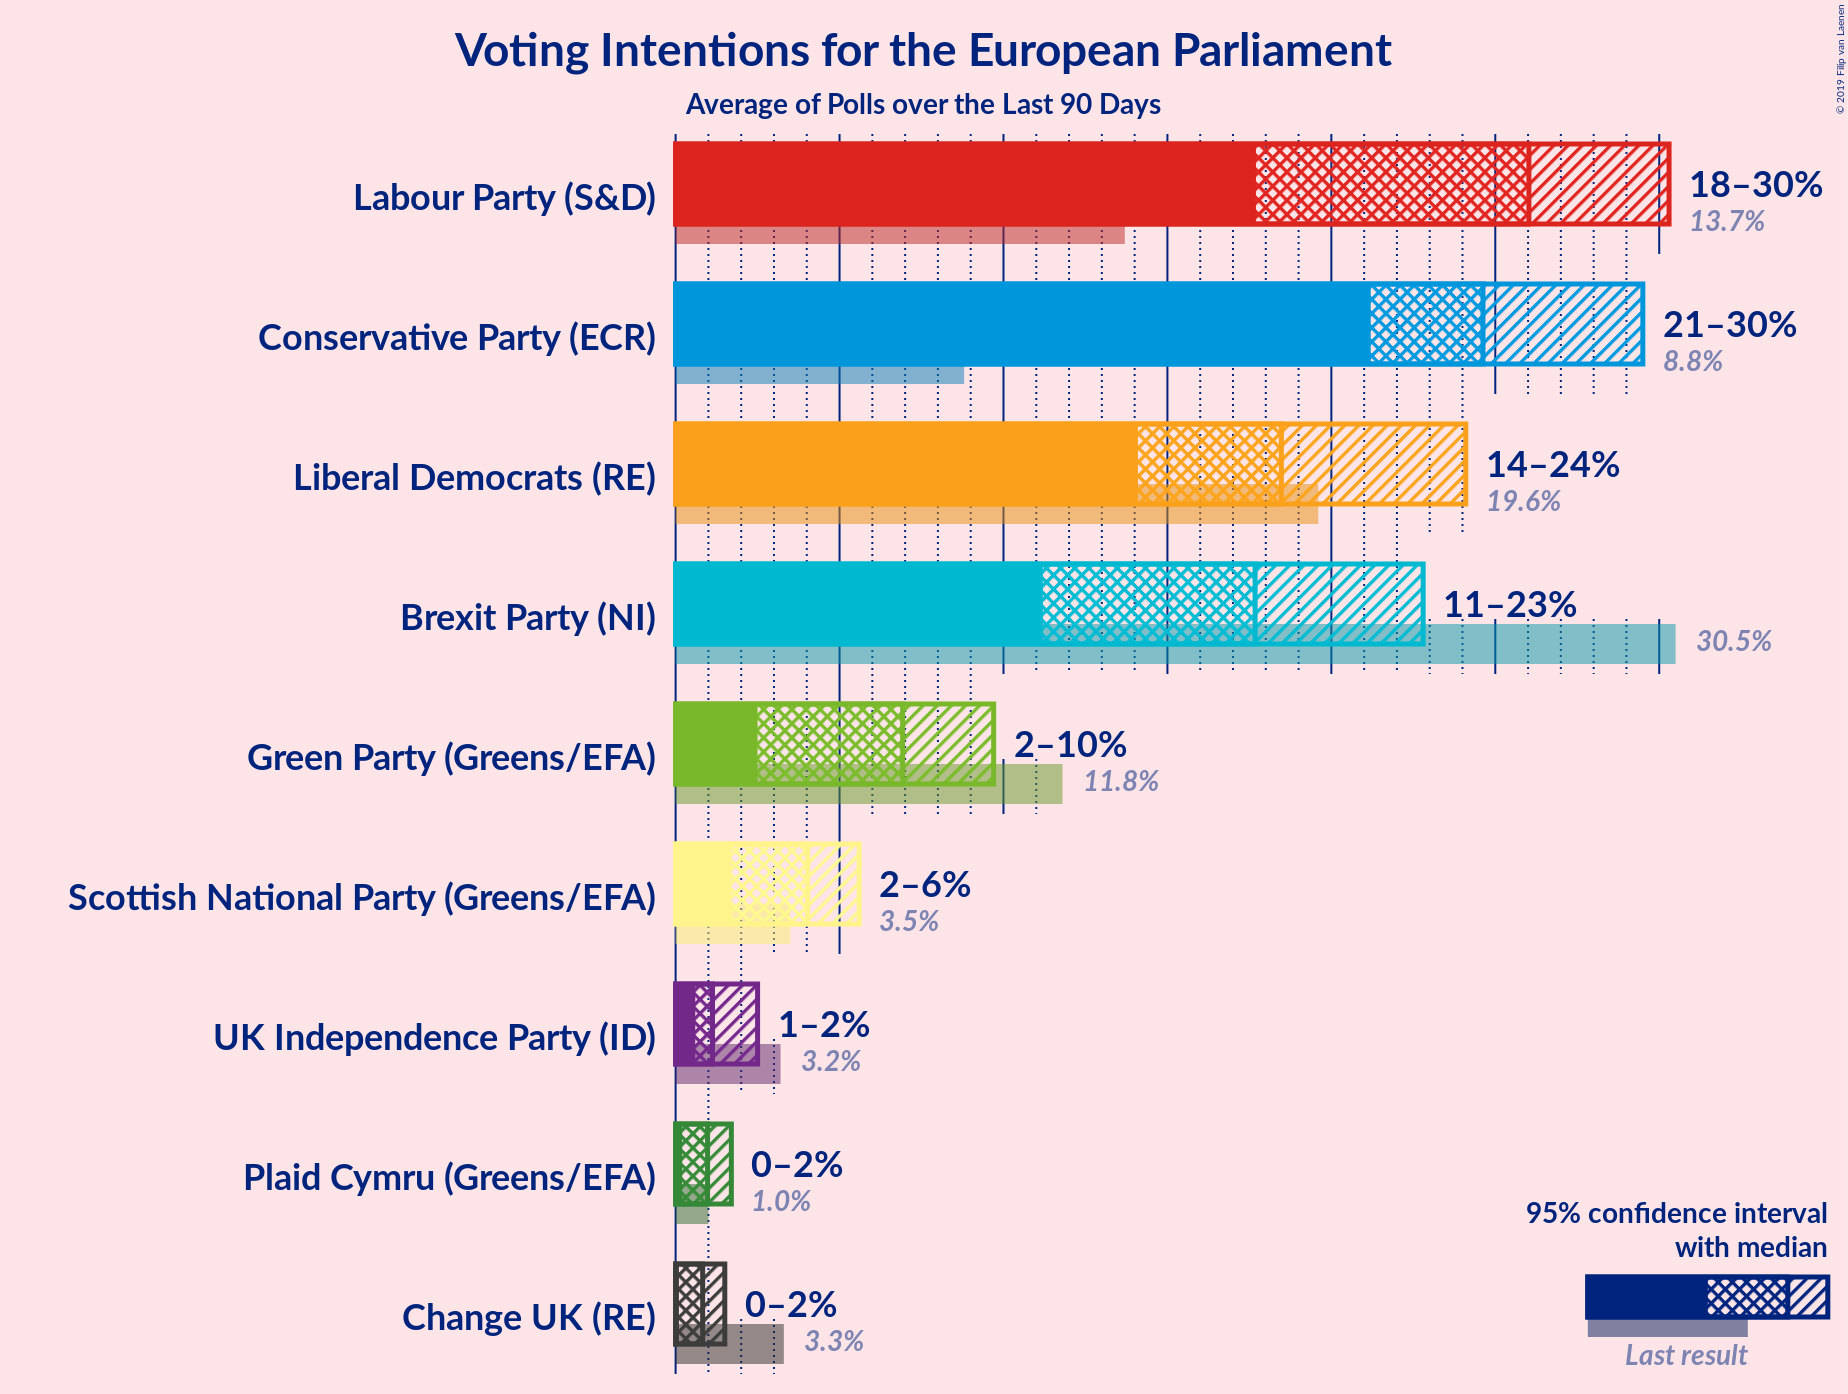 Voting Intentions for the European Parliament
Average of Polls over the Last 90 Days
© 2019 Filip van Laenen
Labour Party (S&D)
18–30%
13.7%
Conservative Party (ECR)
21–30%
8.8%
Liberal Democrats (RE)
14–24%
19.6%
Brexit Party (NI)
11–23%
30.5%
Green Party (Greens/EFA)
2–10%
11.8%
Scottish National Party (Greens/EFA)
2–6%
3.5%
UK Independence Party (ID)
1–2%
3.2%
Plaid Cymru (Greens/EFA)
0–2%
1.0%
Change UK (RE)
0–2%
3.3%
95% confidence interval
with median
Last result